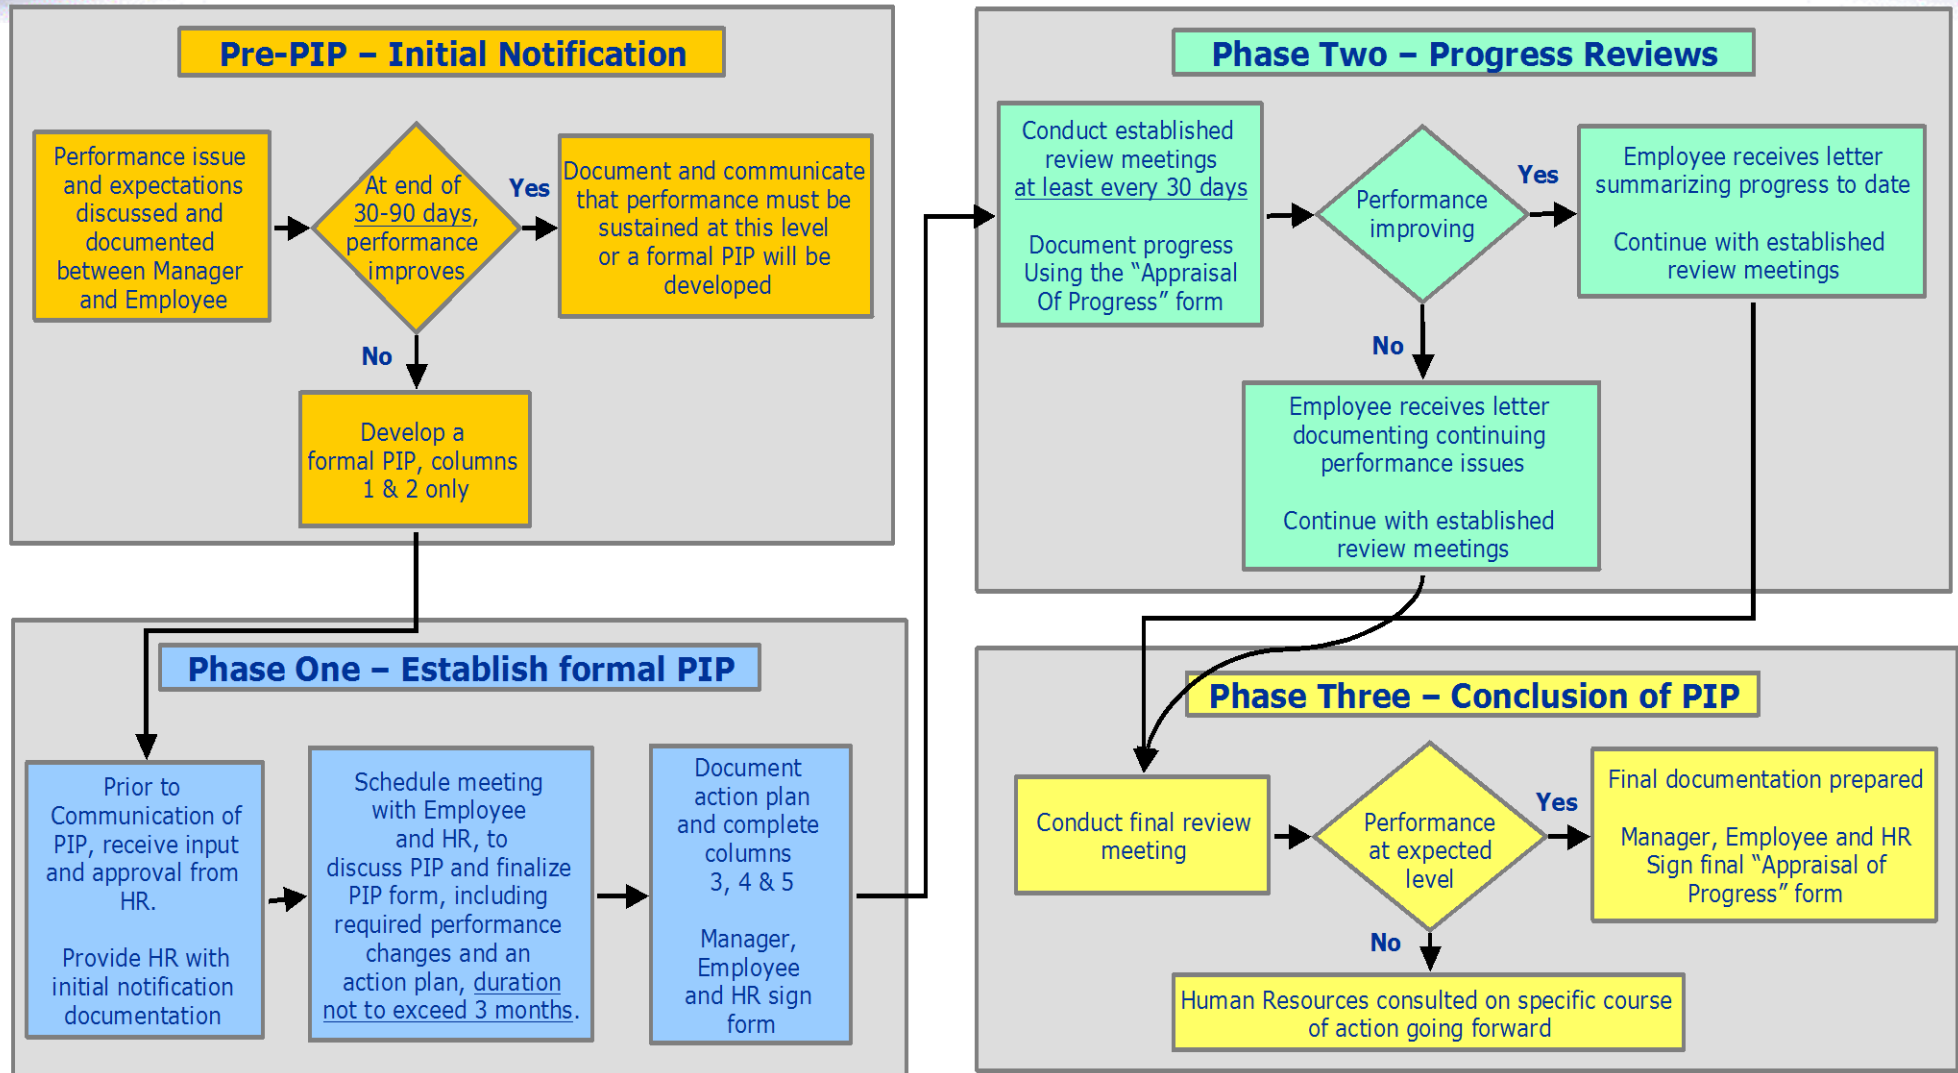 Pre-PIP – Initial Notification
Performance issue
and expectations
discussed and
documented
between Manager
and Employee
At end of
30-90 days,
performance
improves
Yes
Document and communicate
that performance must be
sustained at this level
or a formal PIP will be
developed
No
Develop a
formal PIP, columns
1 & 2 only
Phase One – Establish formal PIP
Prior to
Communication of
PIP, receive input
and approval from
HR.
Provide HR with
initial notification
documentation
Schedule meeting
with Employee
and HR, to
discuss PIP and finalize
PIP form, including
required performance
changes and an
action plan, duration
not to exceed 3 months.
Document
action plan
and complete
columns
3, 4 & 5
Manager,
Employee
and HR sign
form
Phase Two – Progress Reviews
Conduct established
review meetings
at least every 30 days
Document progress
Using the “Appraisal
Of Progress” form
Performance
improving
Yes
Employee receives letter
summarizing progress to date
Continue with established
review meetings
No
Employee receives letter
documenting continuing
performance issues
Continue with established
review meetings
Phase Three – Conclusion of PIP
Conduct final review
meeting
Performance
at expected
level
Yes
Final documentation prepared
Manager, Employee and HR
Sign final “Appraisal of
Progress” form
No
Human Resources consulted on specific course
of action going forward